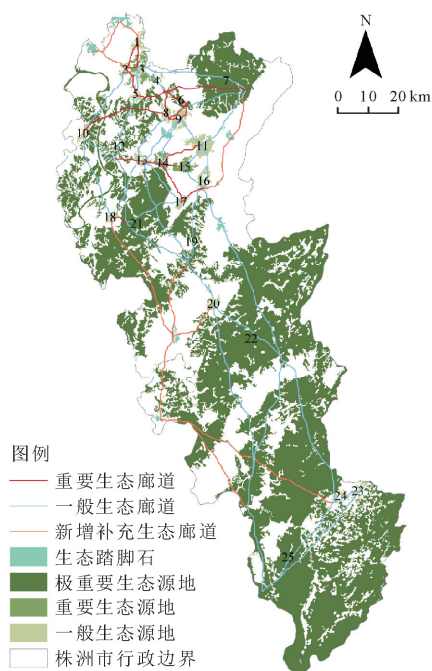 N
0 10 20 km
1
2 3
4
5
6
7
8
9
10
11
12
13 14 15
16
17
18
19
20
21
22
23
24
25
图例
重要生态廊道
一般生态廊道
新增补充生态廊道
生态踏脚石
极重要生态源地
重要生态源地
一般生态源地
株洲市行政边界